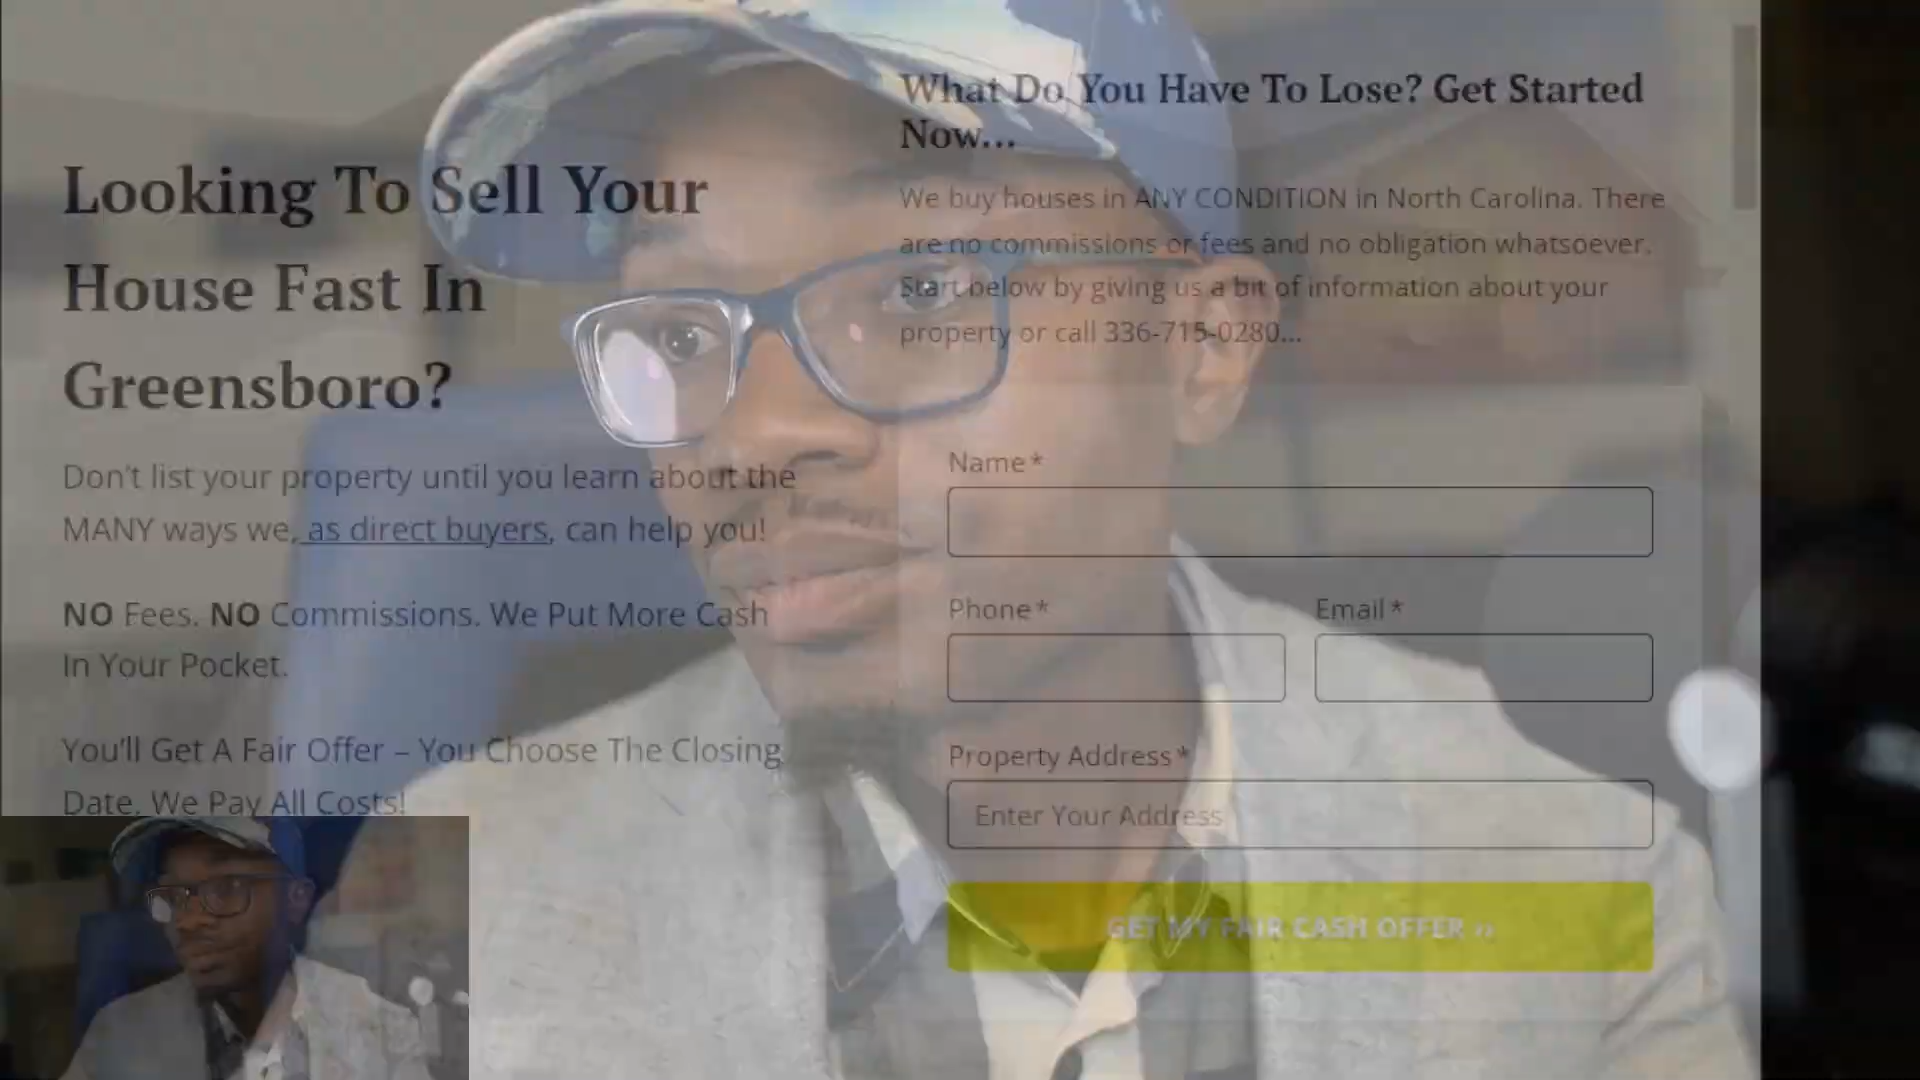 Looking To Sell Your
House Fast In
Greensboro?
Don't list your property until you learn about the
MANY ways we, as direct buyers, can help you!
NO Fees. NO Commissions. We Put More Cash
In Your Pocket.
You'll Get A Fair Offer – You Choose The Closing
Date. We Pay All Costs!
What Do You Have To Lose? Get Started
Now...
We buy houses in ANY CONDITION in North Carolina. There
are no commissions or fees and no obligation whatsoever.
Start below by giving us a bit of information about your
property or call 336-715-0280...
Name*
Phone*
Email*
Property Address*
Enter Your Address
GET MY FAIR CASH OFFER ››